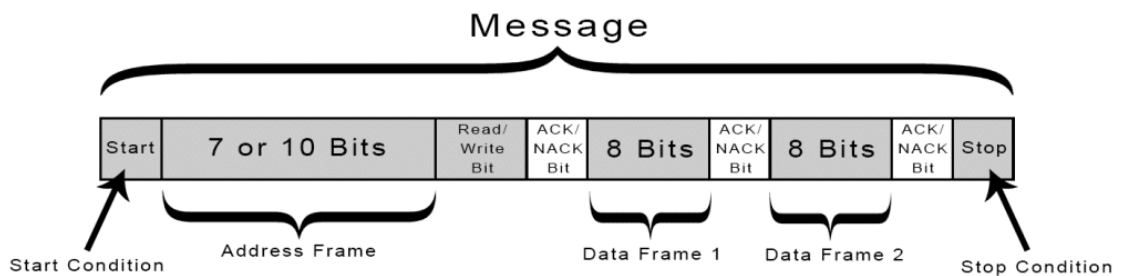 Message
Start
7 or 10 Bits
Read/
Write
Bit
ACK/
NACK
Bit
8 Bits
ACK/
NACK
Bit
8 Bits
ACK/
NACK
Bit
Stop
Start Condition
Address Frame
Data Frame 1
Data Frame 2
Stop Condition